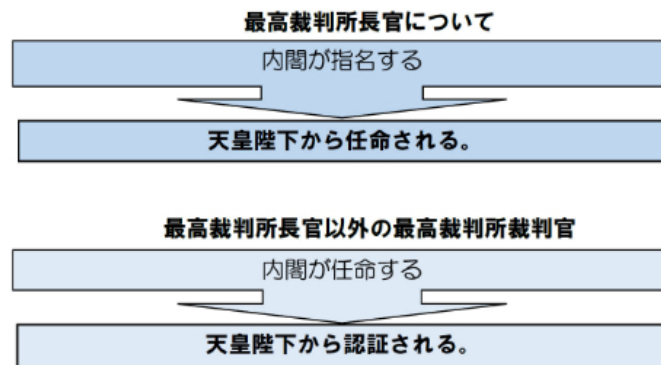 最高裁判所長官について
内閣が指名する
天皇陛下から任命される。
最高裁判所長官以外の最高裁判所裁判官
内閣が任命する
天皇陛下から認証される。